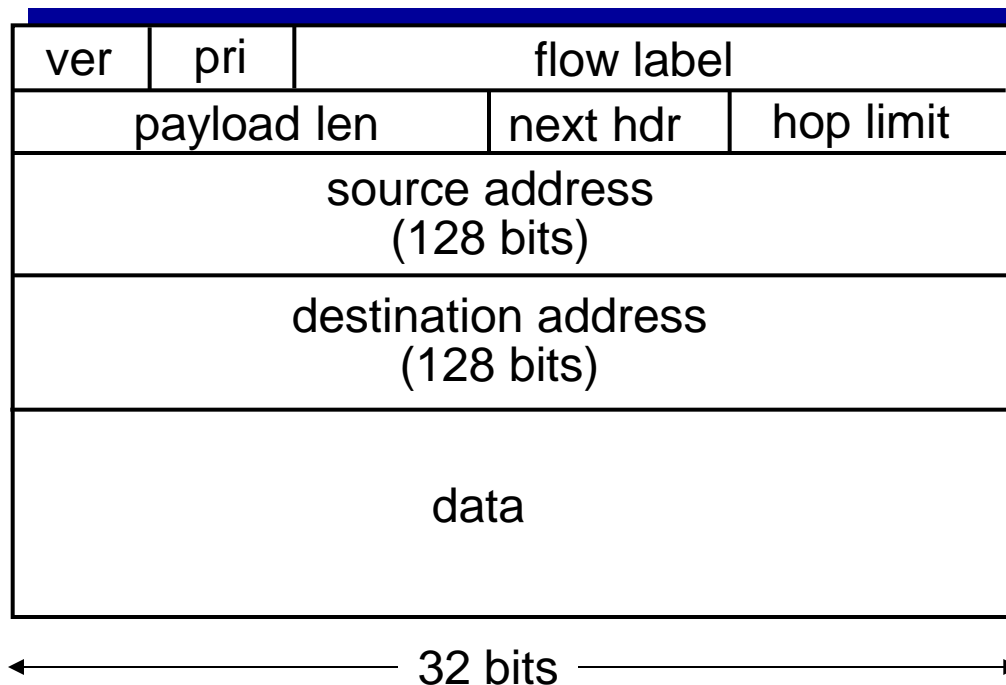 ver pri flow label
payload len next hdr hop limit
source address
(128 bits)
destination address
(128 bits)
data
32 bits